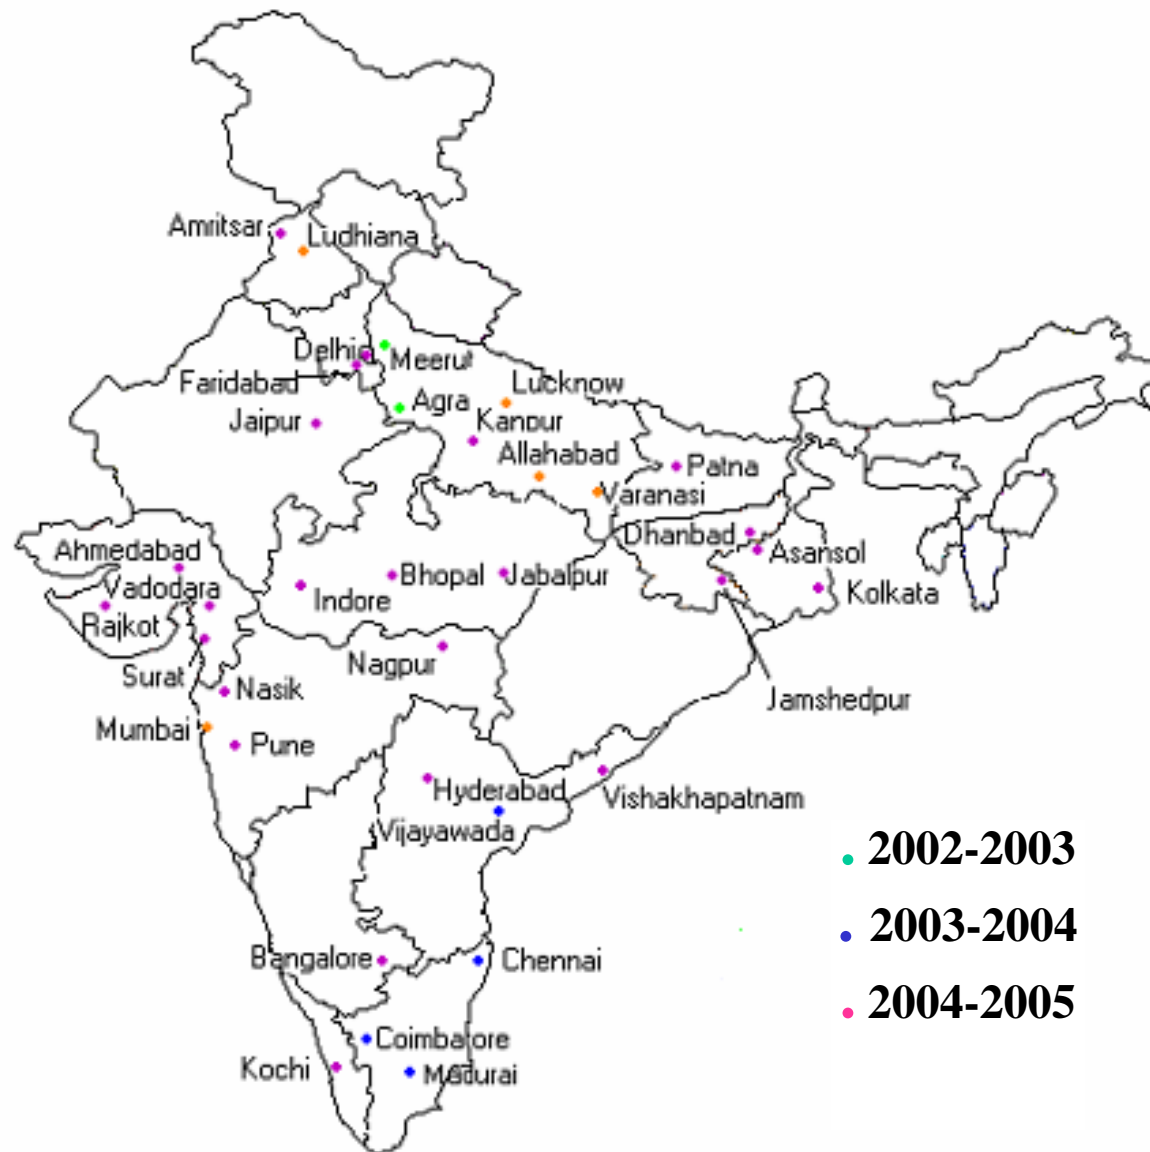 Amritsar
Ludhiana
Delhi
Meerut
Faridabad
Lucknow
Agra
Jaipur
Kanpur
Allahabad
Patna
Varanasi
Dhanbad
Ahmedabad
Asansol
Vadodara
Bhopal
Jabalpur
Indore
Kolkata
Rajkot
Nagpur
Surat
Nasik
Jamshedpur
Mumbai
Pune
Hyderabad
Vishakhapatnam
Vijayawada
2002-2003
2003-2004
Bangalore
Chennai
2004-2005
Coimbatore
Kochi
Madurai